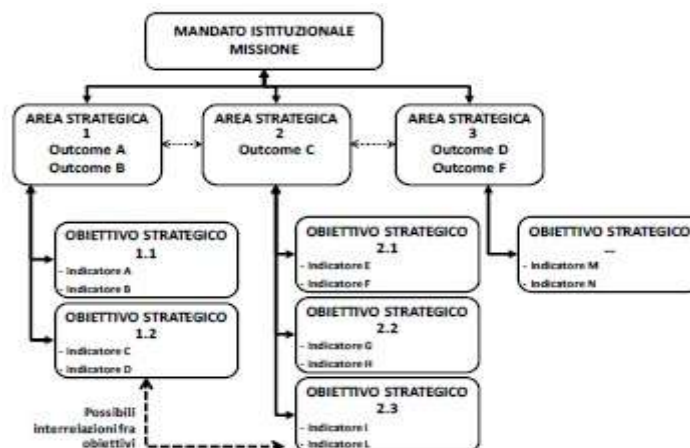 MANDATO ISTITUZIONALE
MISSIONE
AREA STRATEGICA
1
Outcome A
Outcome B
AREA STRATEGICA
2
Outcome C
AREA STRATEGICA
3
Outcome D
Outcome F
OBIETTIVO STRATEGICO
1.1
- Indicatore A
- Indicatore B
OBIETTIVO STRATEGICO
1.2
- Indicatore C
- Indicatore D
OBIETTIVO STRATEGICO
2.1
- Indicatore E
- Indicatore F
OBIETTIVO STRATEGICO
2.2
- Indicatore G
- Indicatore H
OBIETTIVO STRATEGICO
2.3
- Indicatore I
- Indicatore L
OBIETTIVO STRATEGICO
...
- Indicatore M
- Indicatore N
Possibili
interrelazioni fra
obiettivi